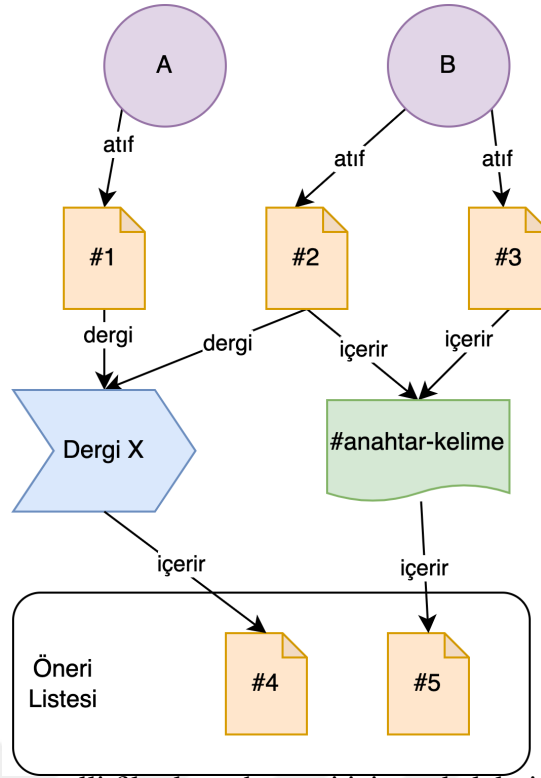 A
B
atıf
atıf
atıf
#1
#2
#3
dergi
dergi
içerir
içerir
Dergi X
#anahtar-kelime
içerir
içerir
Öneri
Listesi
#4
#5